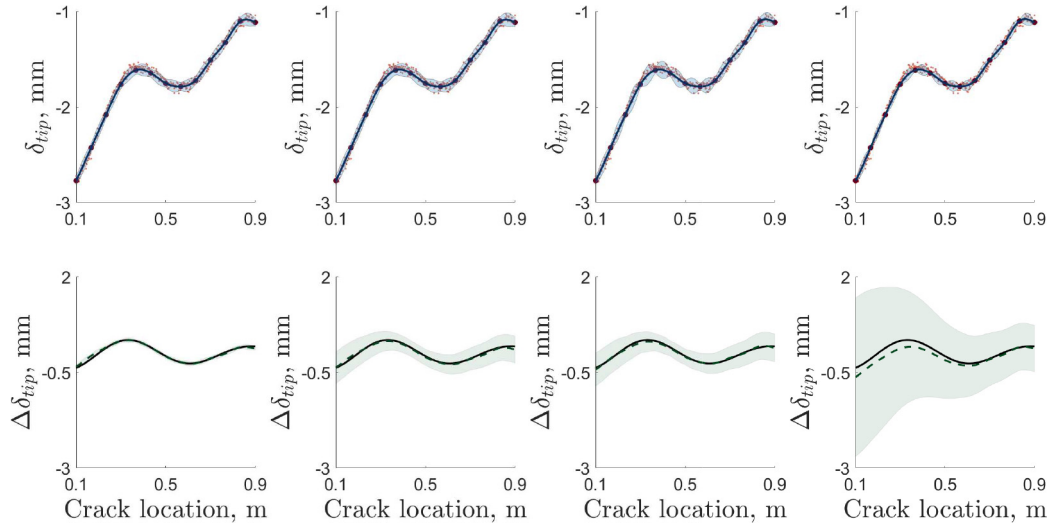 -1 -1 -1 -1
δ_tip, mm δ_tip, mm δ_tip, mm δ_tip, mm
-2 -2 -2 -2
-3 -3 -3 -3
0.1 0.5 0.9 0.1 0.5 0.9 0.1 0.5 0.9 0.1 0.5 0.9
2 2 2 2
Δδ_tip, mm Δδ_tip, mm Δδ_tip, mm Δδ_tip, mm
-0.5 -0.5 -0.5 -0.5
-3 -3 -3 -3
0.1 0.5 0.9 0.1 0.5 0.9 0.1 0.5 0.9 0.1 0.5 0.9
Crack location, m Crack location, m Crack location, m Crack location, m